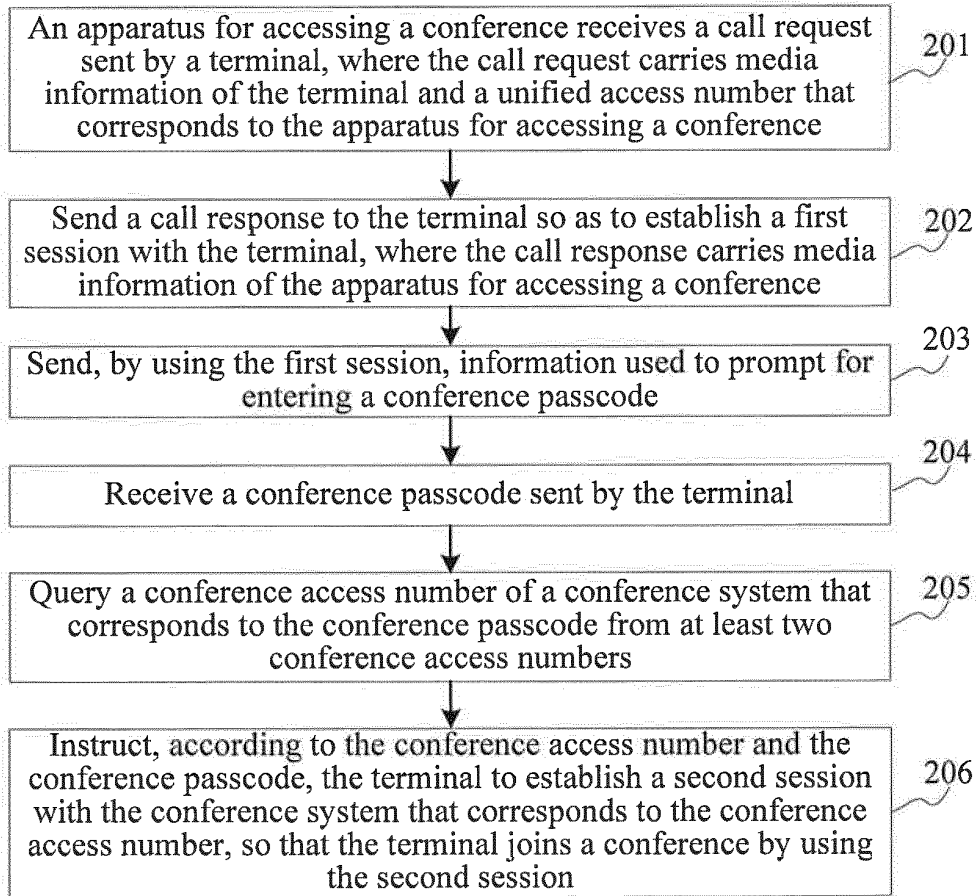 An apparatus for accessing a conference receives a call request
sent by a terminal, where the call request carries media
information of the terminal and a unified access number that
corresponds to the apparatus for accessing a conference
201
Send a call response to the terminal so as to establish a first
session with the terminal, where the call response carries media
information of the apparatus for accessing a conference
202
Send, by using the first session, information used to prompt for
entering a conference passcode
203
Receive a conference passcode sent by the terminal
204
Query a conference access number of a conference system that
corresponds to the conference passcode from at least two
conference access numbers
205
Instruct, according to the conference access number and the
conference passcode, the terminal to establish a second session
with the conference system that corresponds to the conference
access number, so that the terminal joins a conference by using
the second session
206